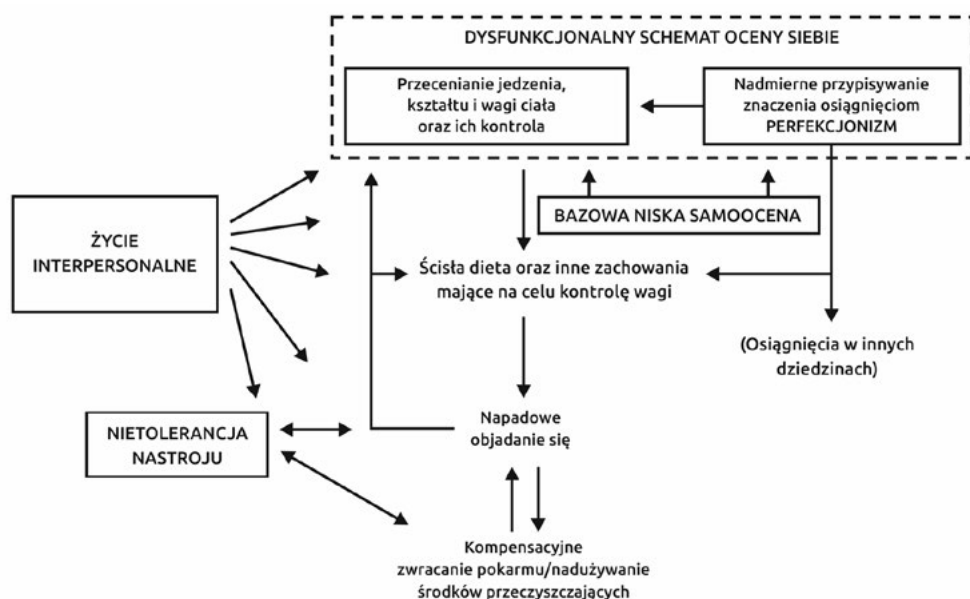 DYSFUNKCJONALNY SCHEMAT OCENY SIEBIE
Przecenianie jedzenia,
kształtu i wagi ciała
oraz ich kontrola
Nadmierne przypisywanie
znaczenia osiągnięciom
PERFEKCJONIZM
BAZOWA NISKA SAMOOCENA
ŻYCIE
INTERPERSONALNE
Ścisła dieta oraz inne zachowania
mające na celu kontrolę wagi
(Osiągnięcia w innych
dziedzinach)
NIETOLERANCJA
NASTROJU
Napadowe
objadanie się
Kompensacyjne
zwracanie pokarmu/nadużywanie
środków przeczyszczających